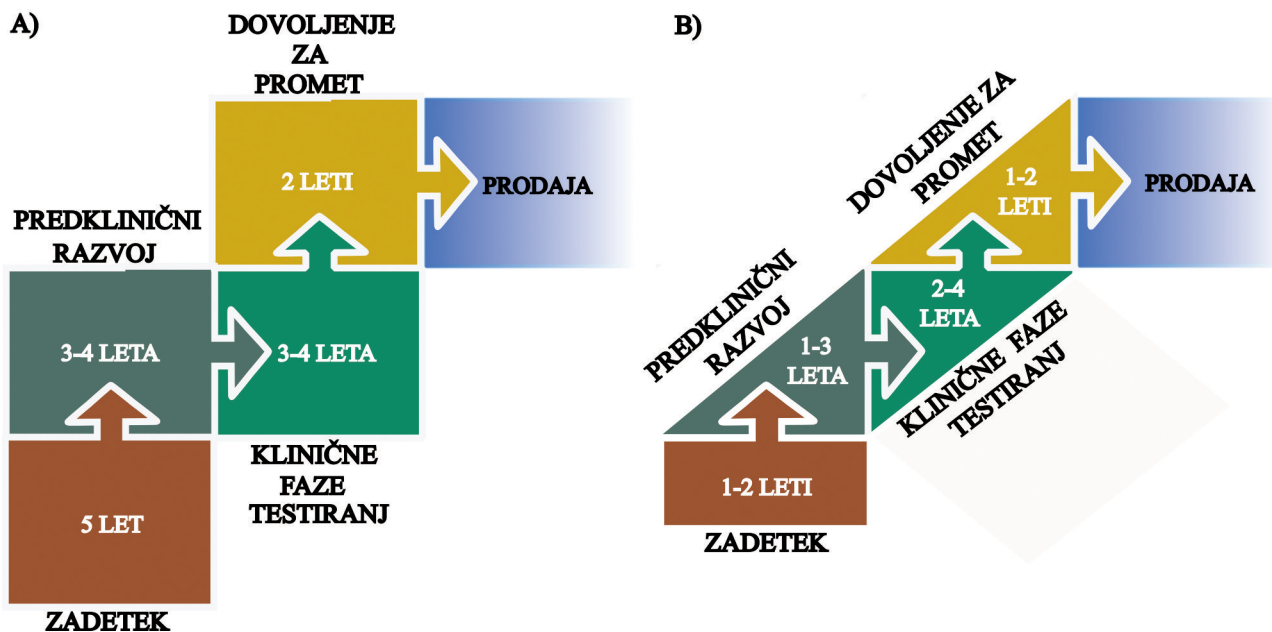 A)
DOVOLJENJE
ZA
PROMET
2 LETI
PRODAJA
PREDKLINIČNI
RAZVOJ
3-4 LETA
3-4 LETA
KLINIČNE
FAZE
TESTIRANJ
5 LET
ZADETEK
B)
DOVOLJENJE ZA
PROMET
1-2
LETI
PRODAJA
PREDKLINIČNI
RAZVOJ
1-3
LETA
2-4
LETA
KLINIČNE FAZE
TESTIRANJ
1-2 LETI
ZADETEK